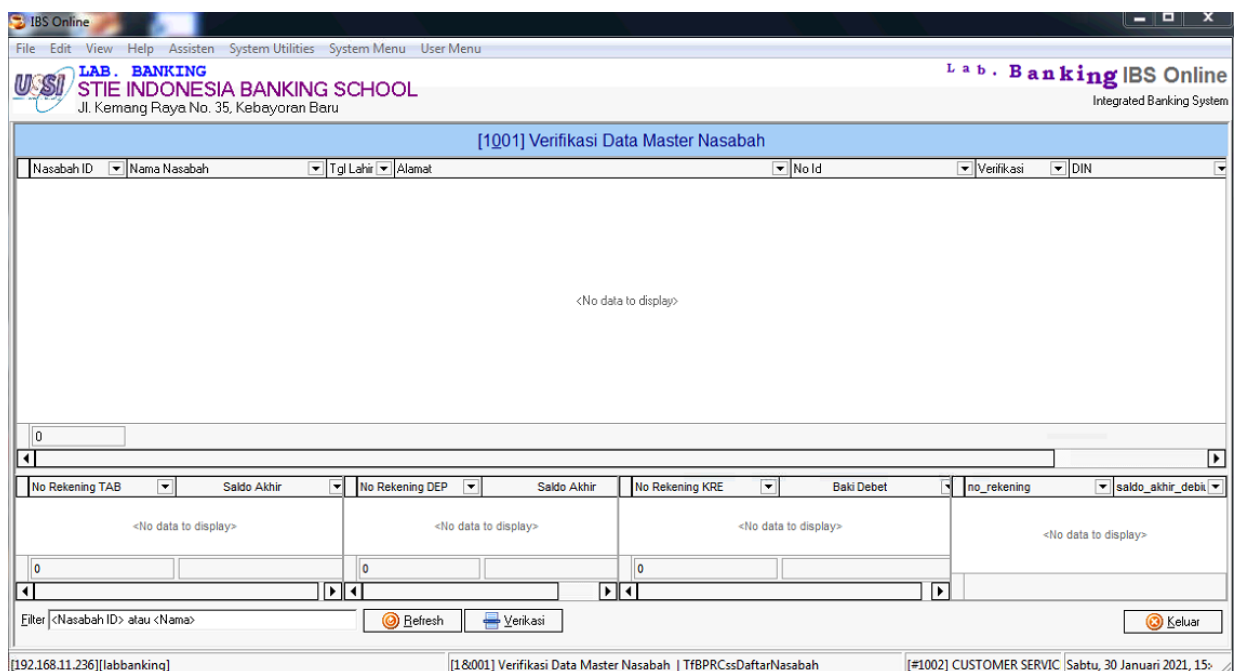 IBS Online
File Edit View Help Assisten System Utilities System Menu User Menu
USSI
LAB. BANKING
STIE INDONESIA BANKING SCHOOL
Jl. Kemang Raya No. 35, Kebayoran Baru
Lab. Banking IBS Online
Integrated Banking System
[1001] Verifikasi Data Master Nasabah
Nasabah ID Nama Nasabah Tgl Lahir Alamat No Id Verifikasi DIN
<No data to display>
0
No Rekening TAB Saldo Akhir No Rekening DEP Saldo Akhir No Rekening KRE Baki Debet no_rekening saldo_akhir_debi
<No data to display> <No data to display> <No data to display> <No data to display>
0 0 0
Filter <Nasabah ID> atau <Nama> Refresh Verikasi Keluar
[192.168.11.236][labbanking] [1&001] Verifikasi Data Master Nasabah | TfBPRCssDaftarNasabah [#1002] CUSTOMER SERVIC Sabtu, 30 Januari 2021, 15: